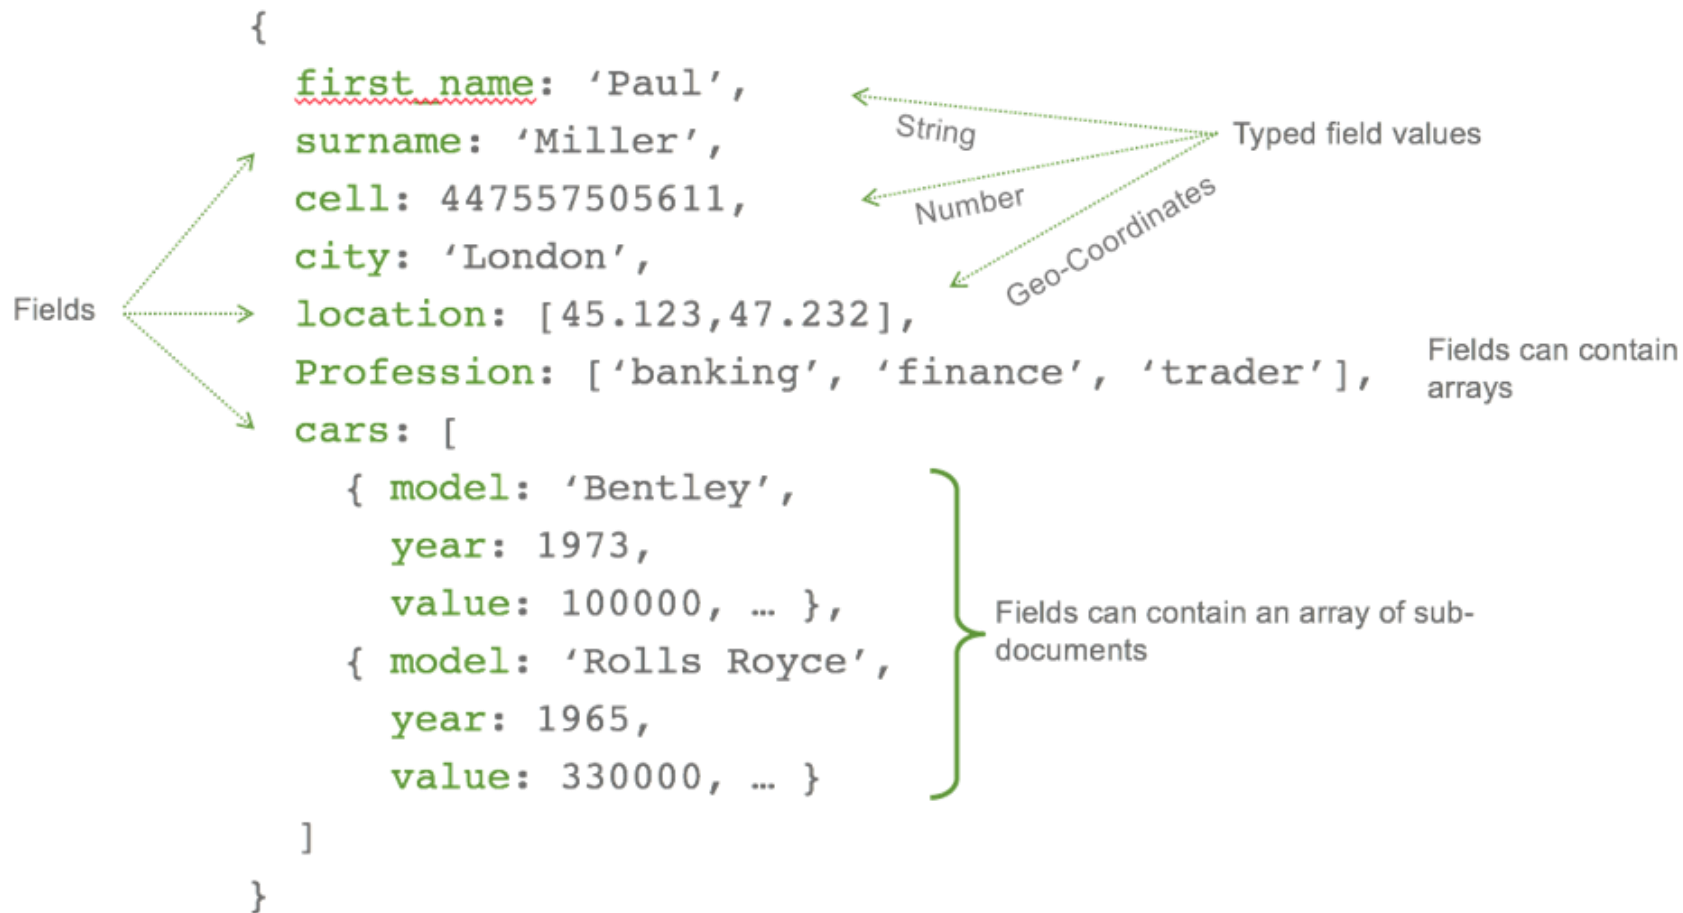 {
first_name: ‘Paul’,
surname: ‘Miller’,
cell: 447557505611,
city: ‘London’,
location: [45.123,47.232],
Profession: [‘banking’, ‘finance’, ‘trader’],
cars: [
{ model: ‘Bentley’,
year: 1973,
value: 100000, … },
{ model: ‘Rolls Royce’,
year: 1965,
value: 330000, … }
]
}
Fields
String
Number
Geo-Coordinates
Typed field values
Fields can contain
arrays
Fields can contain an array of sub-
documents